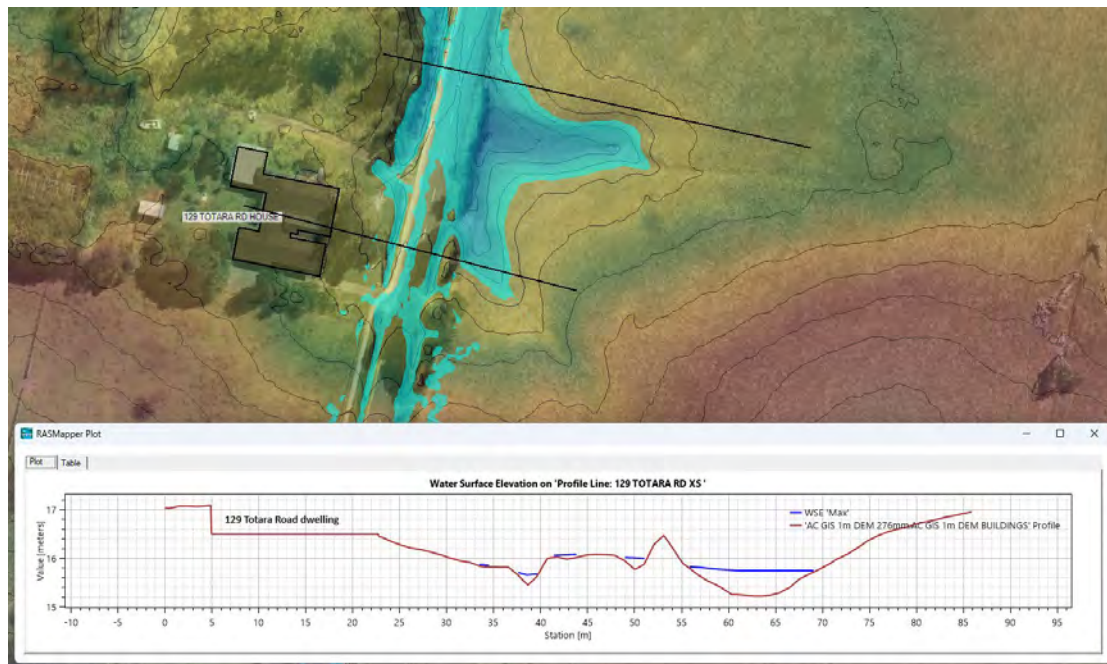 129 TOTARA RD HOUSE
RASMapper Plot
Plot
Table
Water Surface Elevation on 'Profile Line: 129 TOTARA RD XS '
129 Totara Road dwelling
WSE 'Max'
'AC GIS 1m DEM 276mm AC GIS 1m DEM BUILDINGS' Profile
Value [meters]
17
16
15
-10 -5 0 5 10 15 20 25 30 35 40 45 50 55 60 65 70 75 80 85 90 95
Station [m]